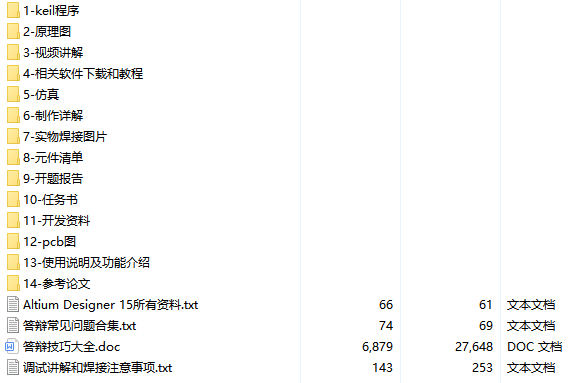 1-keil程序
2-原理图
3-视频讲解
4-相关软件下载和教程
5-仿真
6-制作详解
7-实物焊接图片
8-元件清单
9-开题报告
10-任务书
11-开发资料
12-pcb图
13-使用说明及功能介绍
14-参考论文
Altium Designer 15所有资料.txt 66 61 文本文档
答辩常见问题合集.txt 74 69 文本文档
答辩技巧大全.doc 6,879 27,648 DOC 文档
调试讲解和焊接注意事项.txt 143 253 文本文档